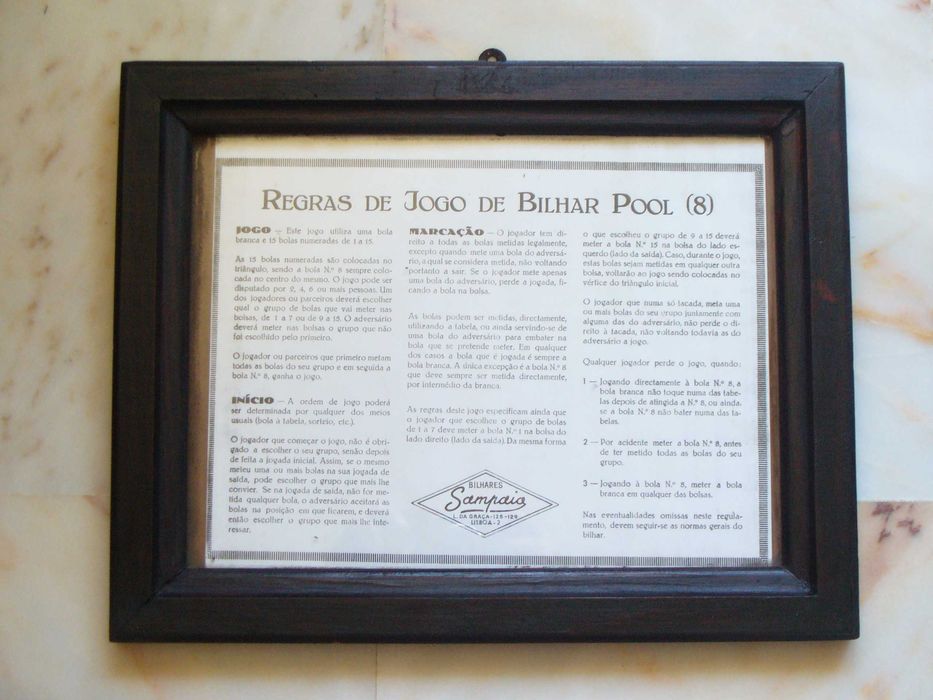 REGRAS DE JOGO DE BILHAR POOL (8)
JOGO — Este jogo utiliza uma bola
branca e 15 bolas numeradas de 1 a 15.
As 15 bolas numeradas são colocadas no
triângulo, sendo a bola N.º 8 sempre colo-
cada no centro do mesmo. O jogo pode ser
disputado por 2, 4, 6 ou mais pessoas. Um
dos jogadores ou parceiros deverá escolher
qual o grupo de bolas que vai meter nas
bolsas, de 1 a 7 ou de 9 a 15. O adversário
deverá meter nas bolsas o grupo que não
foi escolhido pelo primeiro.
O jogador ou parceiros que primeiro metam
todas as bolas do seu grupo e em seguida a
bola N.º 8, ganha o jogo.
INÍCIO — A ordem de jogo poderá
ser determinada por qualquer dos meios
usuais (bola à tabela, sorteio, etc.).
O jogador que começar o jogo, não é obri-
gado a escolher o seu grupo, senão depois
de feita a jogada inicial. Assim, se o mesmo
meteu uma ou mais bolas na sua jogada de
saída, pode escolher o grupo que mais lhe
convier. Se na jogada de saída, não for me-
tida qualquer bola, o adversário aceitará as
bolas na posição em que ficarem, e deverá
então escolher o grupo que mais lhe inte-
ressar.
MARCAÇÃO — O jogador tem di-
reito a todas as bolas metidas legalmente,
excepto quando mete uma bola do adversá-
rio, a qual se considera metida, não voltando
portanto a sair. Se o jogador mete apenas
uma bola do adversário, perde a jogada, fi-
cando a bola na bolsa.
As bolas podem ser metidas, directamente,
utilizando a tabela, ou ainda servindo-se de
uma bola do adversário para embater na
bola que se pretende meter. Em qualquer
dos casos a bola que é jogada é sempre a
bola branca. A única excepção é a bola N.º 8
que deve sempre ser metida directamente,
por intermédio da branca.
As regras deste jogo especificam ainda que
o jogador que escolheu o grupo de bolas
de 1 a 7 deve meter a bola N.º 1 na bolsa do
lado direito (lado da saída). Da mesma forma
BILHARES
Sampaio
L. DA GRAÇA-128-129
LISBOA-2
o que escolheu o grupo de 9 a 15 deverá
meter a bola N.º 15 na bolsa do lado es-
querdo (lado da saída). Caso, durante o jogo,
estas bolas sejam metidas em qualquer outra
bolsa, voltarão ao jogo sendo colocadas no
vértice do triângulo inicial.
O jogador que numa só tacada, meta uma
ou mais bolas do seu grupo juntamente com
alguma das do adversário, não perde o di-
reito à tacada, não voltando todavia as do
adversário a jogo.
Qualquer jogador perde o jogo, quando:
1 — Jogando directamente à bola N.º 8, a
bola branca não toque numa das tabe-
las depois de atingida a N.º 8, ou ainda
se a bola N.º 8 não bater numa das ta-
belas.
2 — Por acidente meter a bola N.º 8, antes
de ter metido todas as bolas do seu
grupo.
3 — Jogando à bola N.º 8, meter a bola
branca em qualquer das bolsas.
Nas eventualidades omissas neste regula-
mento, devem seguir-se as normas gerais do
bilhar.